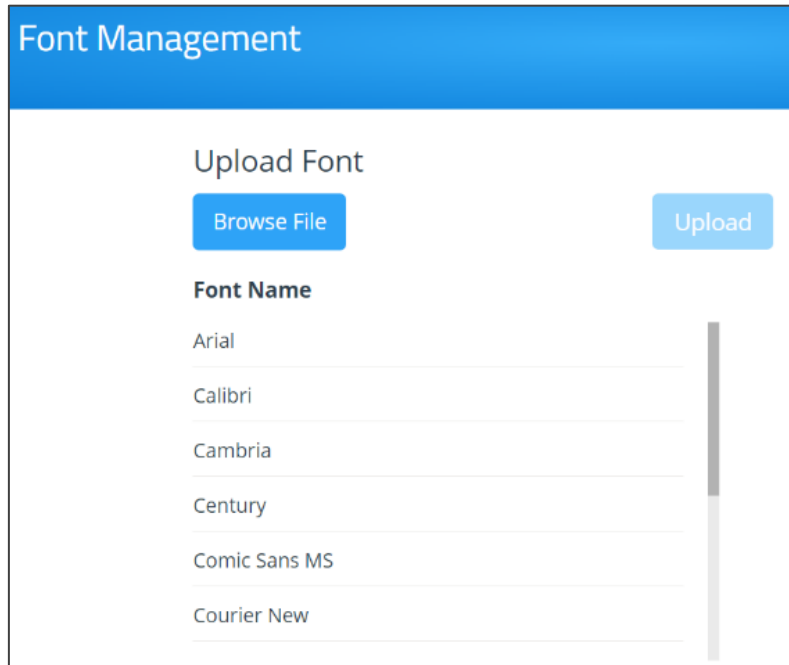 Font Management
Upload Font
Browse File
Upload
Font Name
Arial
Calibri
Cambria
Century
Comic Sans MS
Courier New